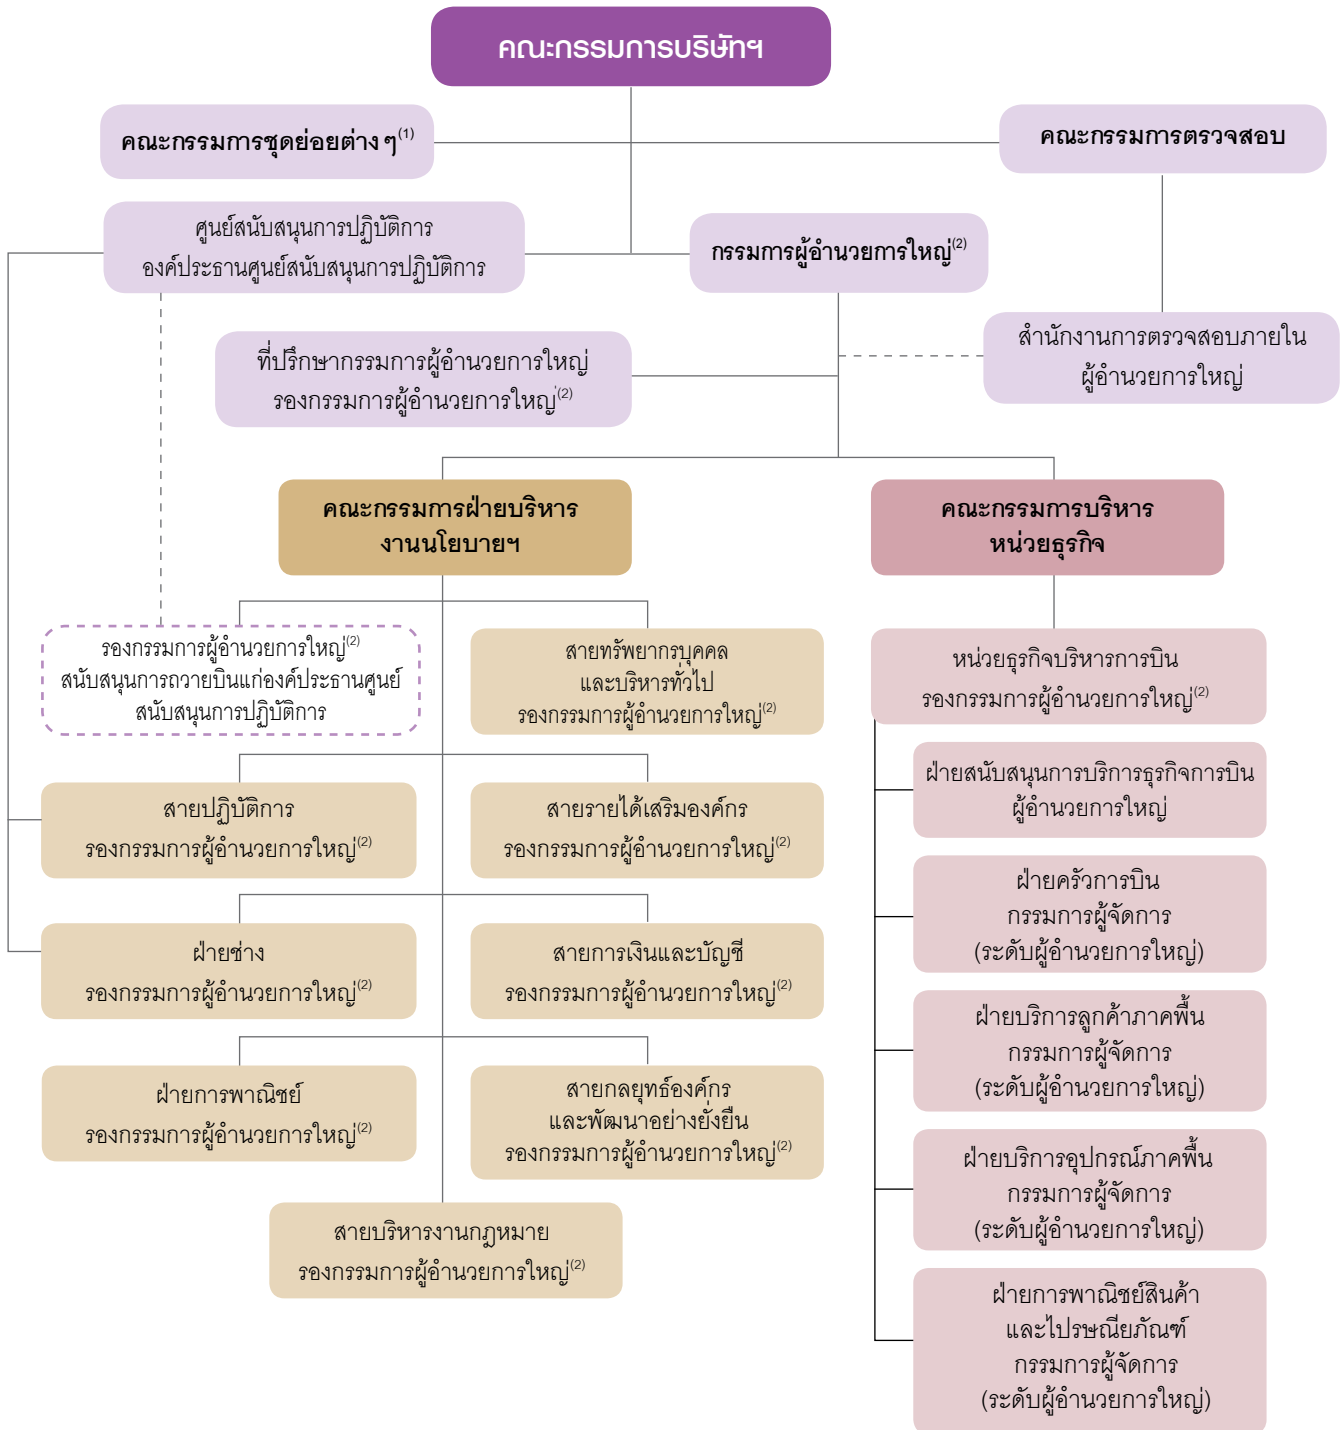 คณะกรรมการบริษัทฯ
คณะกรรมการชุดย่อยต่าง ๆ(1)
คณะกรรมการตรวจสอบ
ศูนย์สนับสนุนการปฏิบัติการ
องค์ประธานศูนย์สนับสนุนการปฏิบัติการ
กรรมการผู้อำนวยการใหญ่(2)
ที่ปรึกษากรรมการผู้อำนวยการใหญ่
รองกรรมการผู้อำนวยการใหญ่(2)
สำนักงานการตรวจสอบภายใน
ผู้อำนวยการใหญ่
คณะกรรมการฝ่ายบริหาร
งานนโยบายฯ
คณะกรรมการบริหาร
หน่วยธุรกิจ
รองกรรมการผู้อำนวยการใหญ่(2)
สนับสนุนการถวายบินแก่องค์ประธานศูนย์
สนับสนุนการปฏิบัติการ
สายทรัพยากรบุคคล
และบริหารทั่วไป
รองกรรมการผู้อำนวยการใหญ่(2)
สายปฏิบัติการ
รองกรรมการผู้อำนวยการใหญ่(2)
สายรายได้เสริมองค์กร
รองกรรมการผู้อำนวยการใหญ่(2)
ฝ่ายช่าง
รองกรรมการผู้อำนวยการใหญ่(2)
สายการเงินและบัญชี
รองกรรมการผู้อำนวยการใหญ่(2)
ฝ่ายการพาณิชย์
รองกรรมการผู้อำนวยการใหญ่(2)
สายกลยุทธ์องค์กร
และพัฒนาอย่างยั่งยืน
รองกรรมการผู้อำนวยการใหญ่(2)
สายบริหารงานกฎหมาย
รองกรรมการผู้อำนวยการใหญ่(2)
หน่วยธุรกิจบริหารการบิน
รองกรรมการผู้อำนวยการใหญ่(2)
ฝ่ายสนับสนุนการบริการธุรกิจการบิน
ผู้อำนวยการใหญ่
ฝ่ายครัวการบิน
กรรมการผู้จัดการ
(ระดับผู้อำนวยการใหญ่)
ฝ่ายบริการลูกค้าภาคพื้น
กรรมการผู้จัดการ
(ระดับผู้อำนวยการใหญ่)
ฝ่ายบริการอุปกรณ์ภาคพื้น
กรรมการผู้จัดการ
(ระดับผู้อำนวยการใหญ่)
ฝ่ายการพาณิชย์สินค้า
และไปรษณียภัณฑ์
กรรมการผู้จัดการ
(ระดับผู้อำนวยการใหญ่)